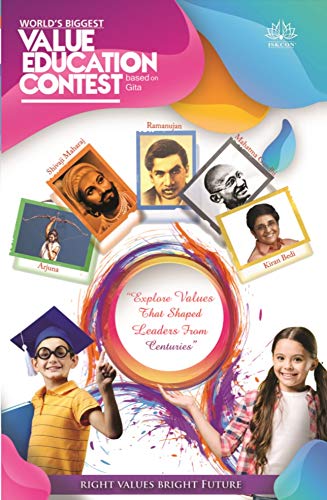 WORLD'S BIGGEST
VALUE
EDUCATION
CONTEST
based on
Gita
ISKCON
Shivaji Maharaj
Ramanujan
Mahatma Gandhi
Arjuna
Kiran Bedi
"Explore Values
That Shaped
Leaders From
Centuries"
RIGHT VALUES BRIGHT FUTURE